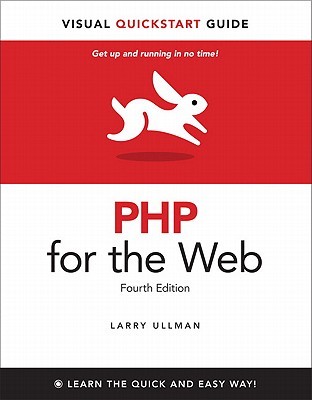 VISUAL QUICKSTART GUIDE
Get up and running in no time!
PHP
for the Web
Fourth Edition
LARRY ULLMAN
LEARN THE QUICK AND EASY WAY!